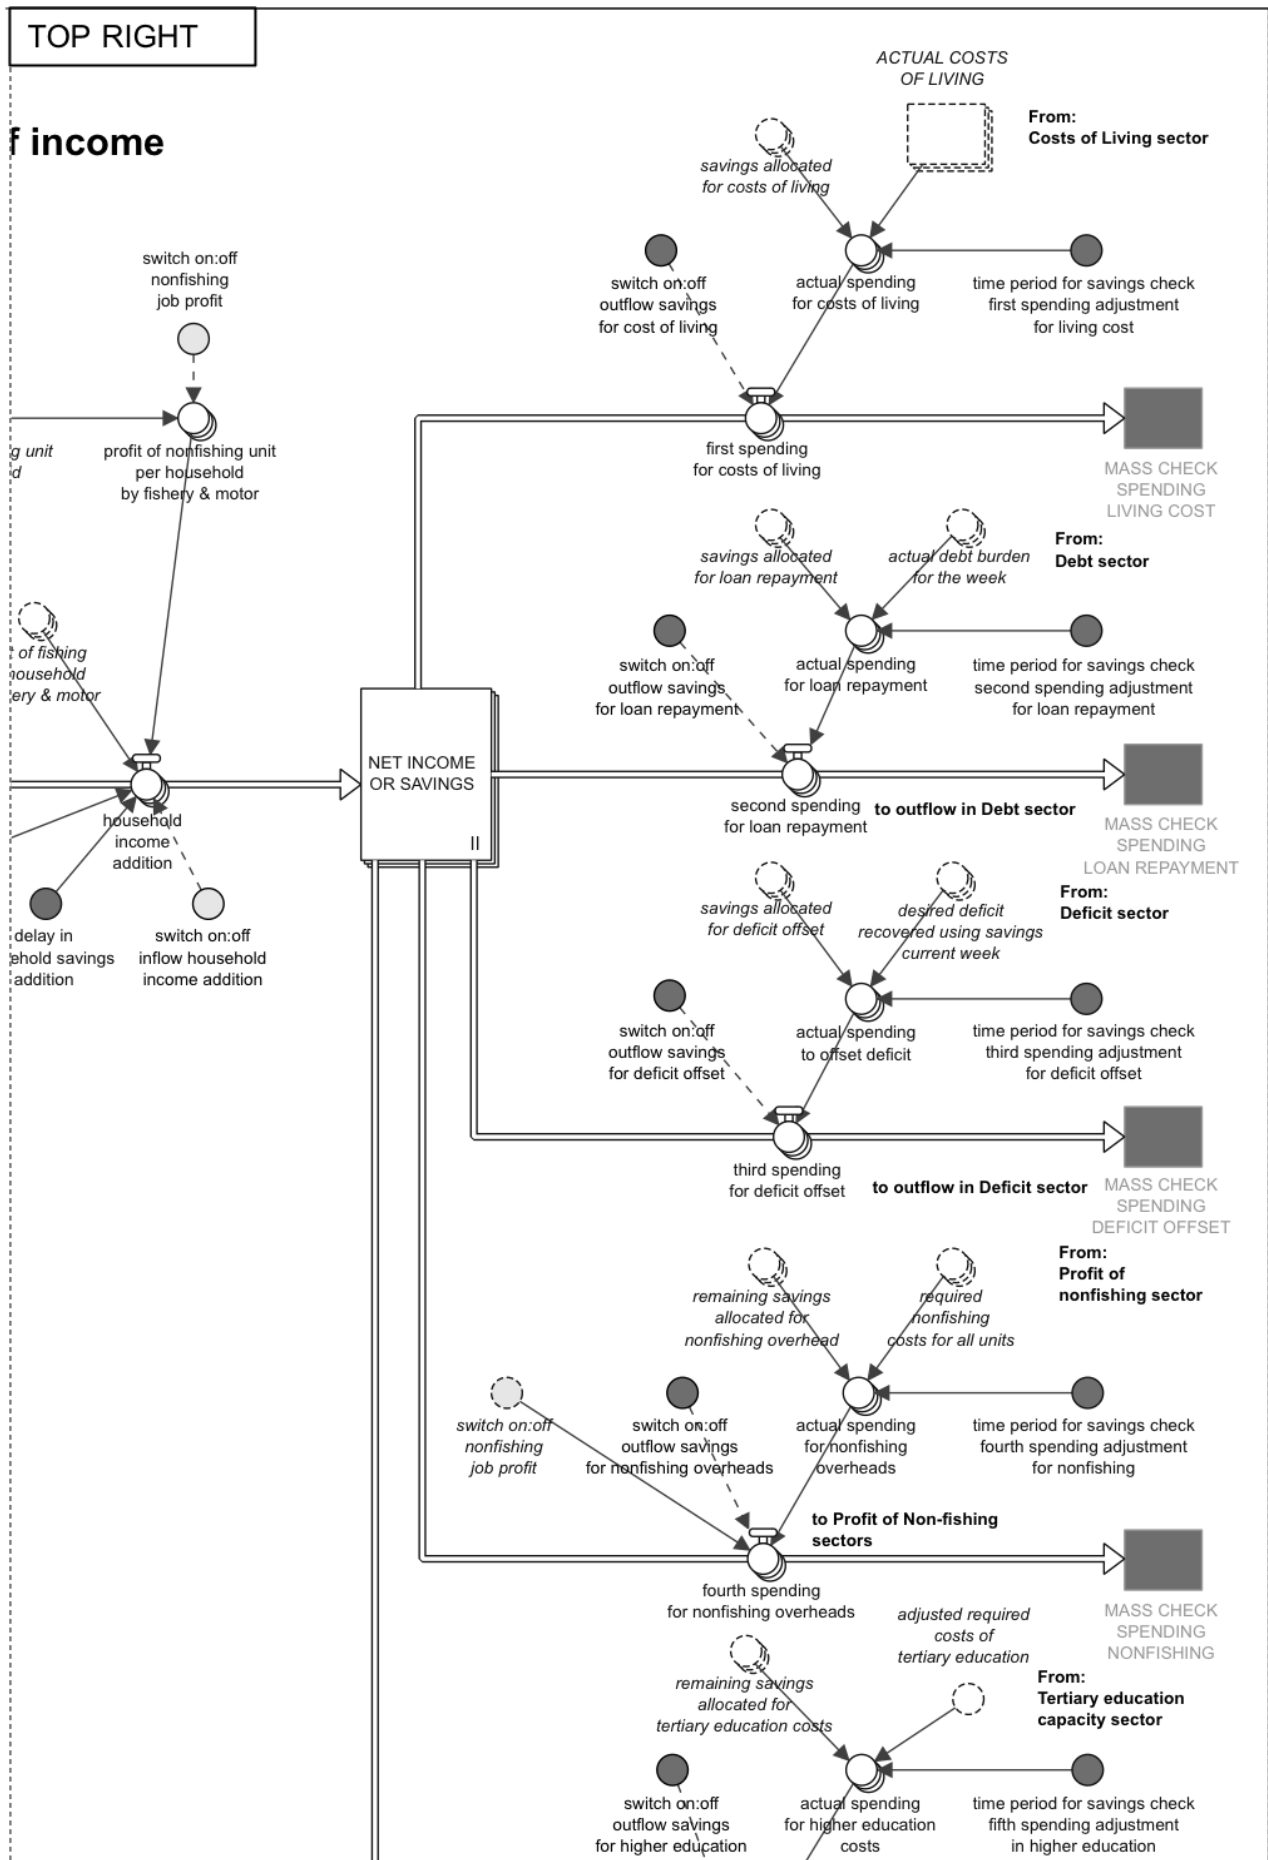 TOP RIGHT
f income
ACTUAL COSTS
OF LIVING
From:
Costs of Living sector
savings allocated
for costs of living
switch on:off
nonfishing
job profit
switch on:off
outflow savings
for cost of living
actual spending
for costs of living
time period for savings check
first spending adjustment
for living cost
g unit
d
profit of nonfishing unit
per household
by fishery & motor
first spending
for costs of living
MASS CHECK
SPENDING
LIVING COST
savings allocated
for loan repayment
actual debt burden
for the week
From:
Debt sector
t of fishing
household
ery & motor
switch on:off
outflow savings
for loan repayment
actual spending
for loan repayment
time period for savings check
second spending adjustment
for loan repayment
NET INCOME
OR SAVINGS
II
household
income
addition
second spending
for loan repayment
to outflow in Debt sector
MASS CHECK
SPENDING
LOAN REPAYMENT
delay in
ehold savings
addition
switch on:off
inflow household
income addition
savings allocated
for deficit offset
desired deficit
recovered using savings
current week
From:
Deficit sector
switch on:off
outflow savings
for deficit offset
actual spending
to offset deficit
time period for savings check
third spending adjustment
for deficit offset
third spending
for deficit offset
to outflow in Deficit sector
MASS CHECK
SPENDING
DEFICIT OFFSET
From:
Profit of
nonfishing sector
remaining savings
allocated for
nonfishing overhead
required
nonfishing
costs for all units
switch on:off
nonfishing
job profit
switch on:off
outflow savings
for nonfishing overheads
actual spending
for nonfishing
overheads
time period for savings check
fourth spending adjustment
for nonfishing
to Profit of Non-fishing
sectors
fourth spending
for nonfishing overheads
MASS CHECK
SPENDING
NONFISHING
adjusted required
costs of
tertiary education
remaining savings
allocated for
tertiary education costs
From:
Tertiary education
capacity sector
switch on:off
outflow savings
for higher education
actual spending
for higher education
costs
time period for savings check
fifth spending adjustment
in higher education